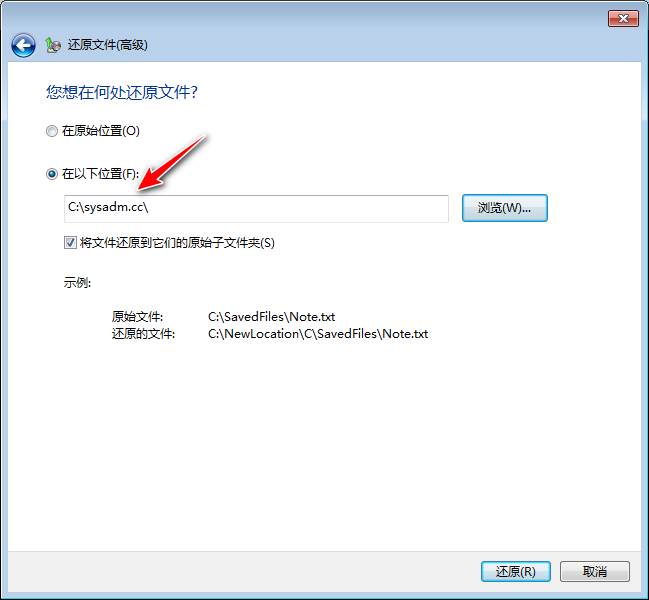 还原文件(高级)
您想在何处还原文件?
在原始位置(O)
在以下位置(F):
C:\sysadm.cc\
浏览(W)...
将文件还原到它们的原始子文件夹(S)
示例:
原始文件: C:\SavedFiles\Note.txt
还原的文件: C:\NewLocation\C\SavedFiles\Note.txt
还原(R) 取消